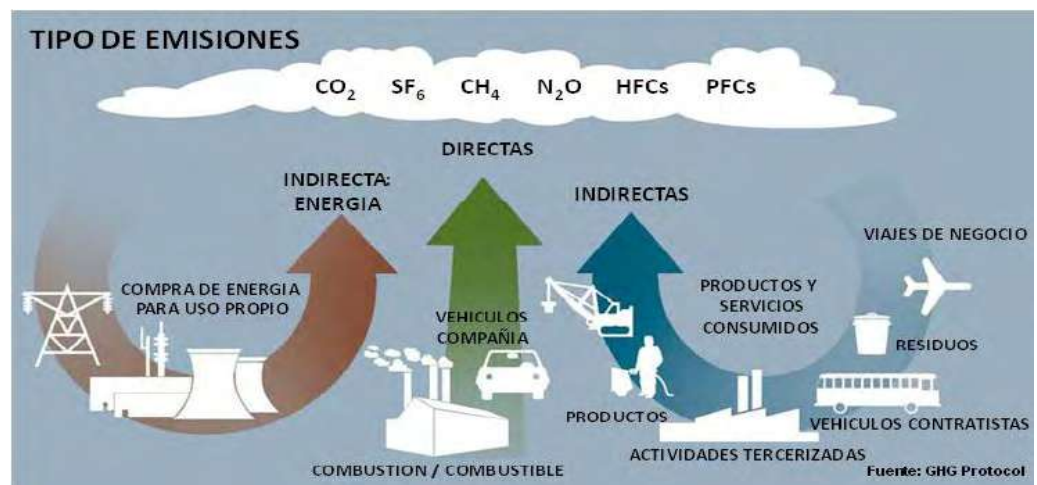 TIPO DE EMISIONES
CO₂ SF₆ CH₄ N₂O HFCs PFCs
DIRECTAS
INDIRECTA:
ENERGIA
INDIRECTAS
VIAJES DE NEGOCIO
COMPRA DE ENERGIA
PARA USO PROPIO
VEHICULOS
COMPAÑIA
PRODUCTOS Y
SERVICIOS
CONSUMIDOS
RESIDUOS
PRODUCTOS
VEHICULOS CONTRATISTAS
COMBUSTION / COMBUSTIBLE
ACTIVIDADES TERCERIZADAS
Fuente: GHG Protocol